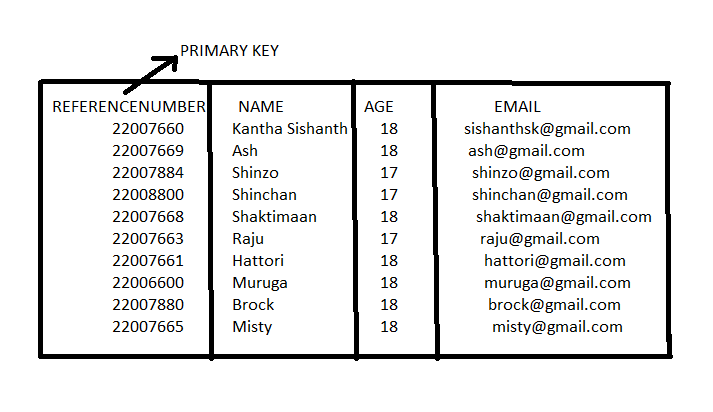 PRIMARY KEY
REFERENCENUMBER NAME AGE EMAIL
22007660 Kantha Sishanth 18 sishanthsk@gmail.com
22007669 Ash 18 ash@gmail.com
22007884 Shinzo 17 shinzo@gmail.com
22008800 Shinchan 17 shinchan@gmail.com
22007668 Shaktimaan 18 shaktimaan@gmail.com
22007663 Raju 17 raju@gmail.com
22007661 Hattori 18 hattori@gmail.com
22006600 Muruga 18 muruga@gmail.com
22007880 Brock 18 brock@gmail.com
22007665 Misty 18 misty@gmail.com